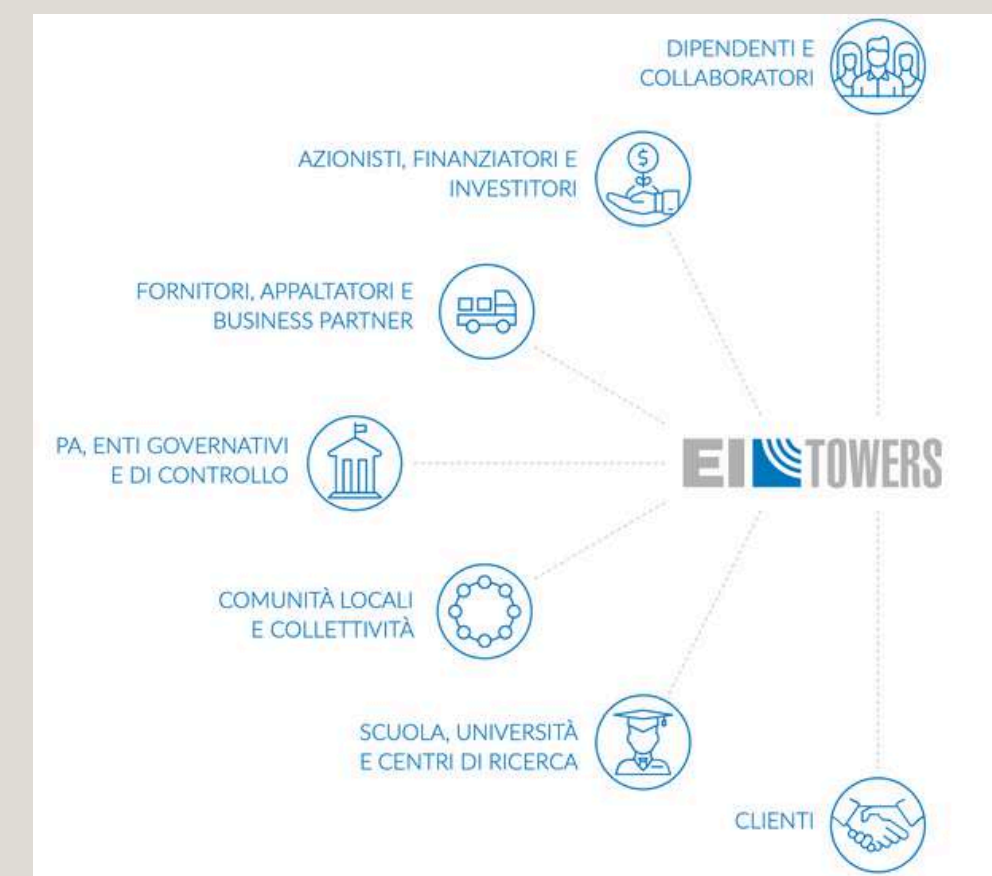 DIPENDENTI E
COLLABORATORI
AZIONISTI, FINANZIATORI E
INVESTITORI
$
FORNITORI, APPALTATORI E
BUSINESS PARTNER
PA, ENTI GOVERNATIVI
E DI CONTROLLO
EI TOWERS
COMUNITÀ LOCALI
E COLLETTIVITÀ
SCUOLA, UNIVERSITÀ
E CENTRI DI RICERCA
CLIENTI